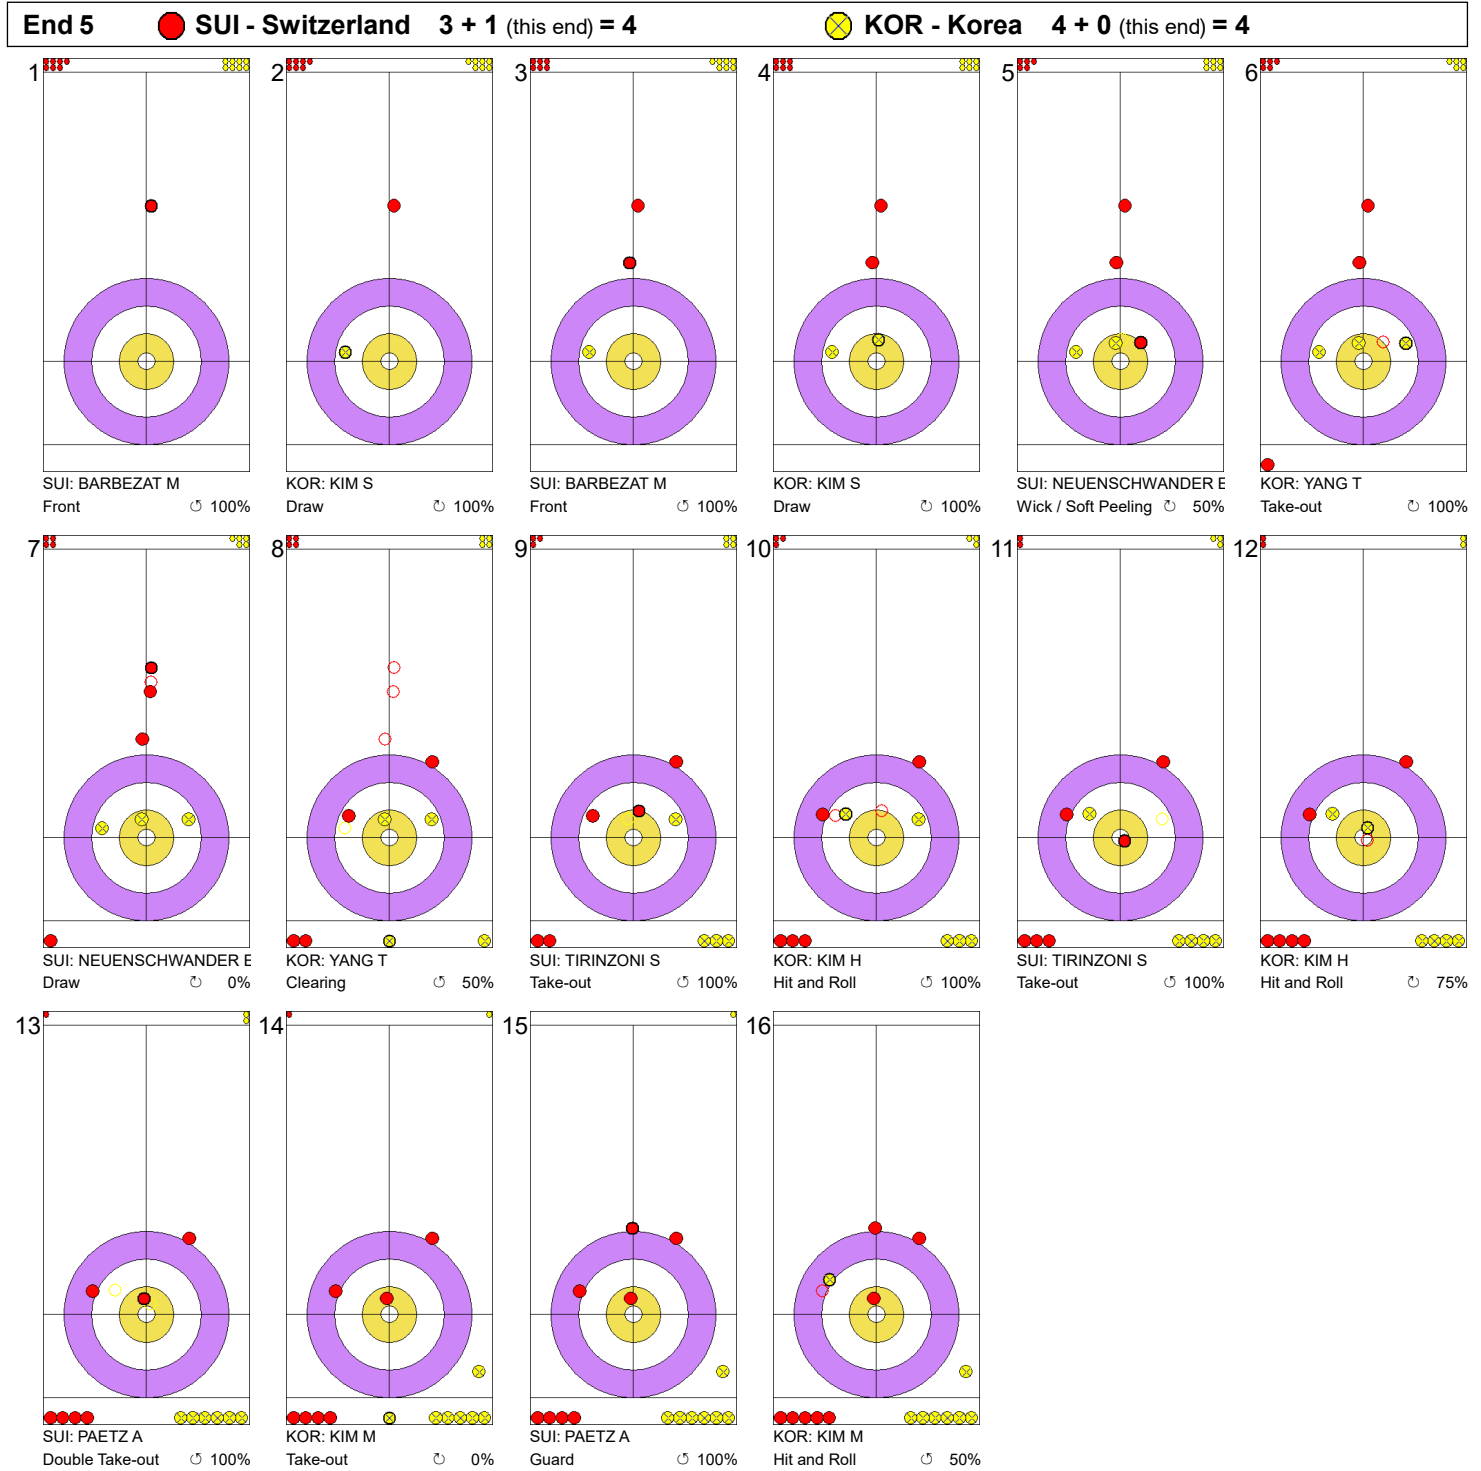 End 5 SUI - Switzerland 3 + 1 (this end) = 4 KOR - Korea 4 + 0 (this end) = 4
1 2 3 4 5 6
SUI: BARBEZAT M KOR: KIM S SUI: BARBEZAT M KOR: KIM S SUI: NEUENSCHWANDER E KOR: YANG T
Front ↺ 100% Draw ↻ 100% Front ↺ 100% Draw ↻ 100% Wick / Soft Peeling ↻ 50% Take-out ↺ 100%
7 8 9 10 11 12
SUI: NEUENSCHWANDER E KOR: YANG T SUI: TIRINZONI S KOR: KIM H SUI: TIRINZONI S KOR: KIM H
Draw ↻ 0% Clearing ↺ 50% Take-out ↺ 100% Hit and Roll ↺ 100% Take-out ↺ 100% Hit and Roll ↻ 75%
13 14 15 16
SUI: PAETZ A KOR: KIM M SUI: PAETZ A KOR: KIM M
Double Take-out ↺ 100% Take-out ↻ 0% Guard ↺ 100% Hit and Roll ↺ 50%